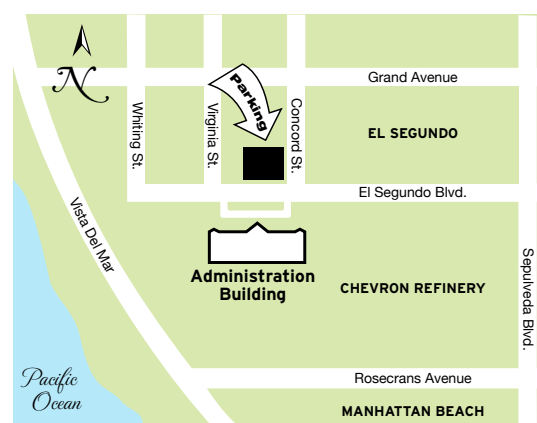 N
Grand Avenue
Parking
Whiting St.
Virginia St.
Concord St.
EL SEGUNDO
El Segundo Blvd.
Vista Del Mar
Administration
Building
CHEVRON REFINERY
Sepulveda Blvd.
Rosecrans Avenue
Pacific
Ocean
MANHATTAN BEACH